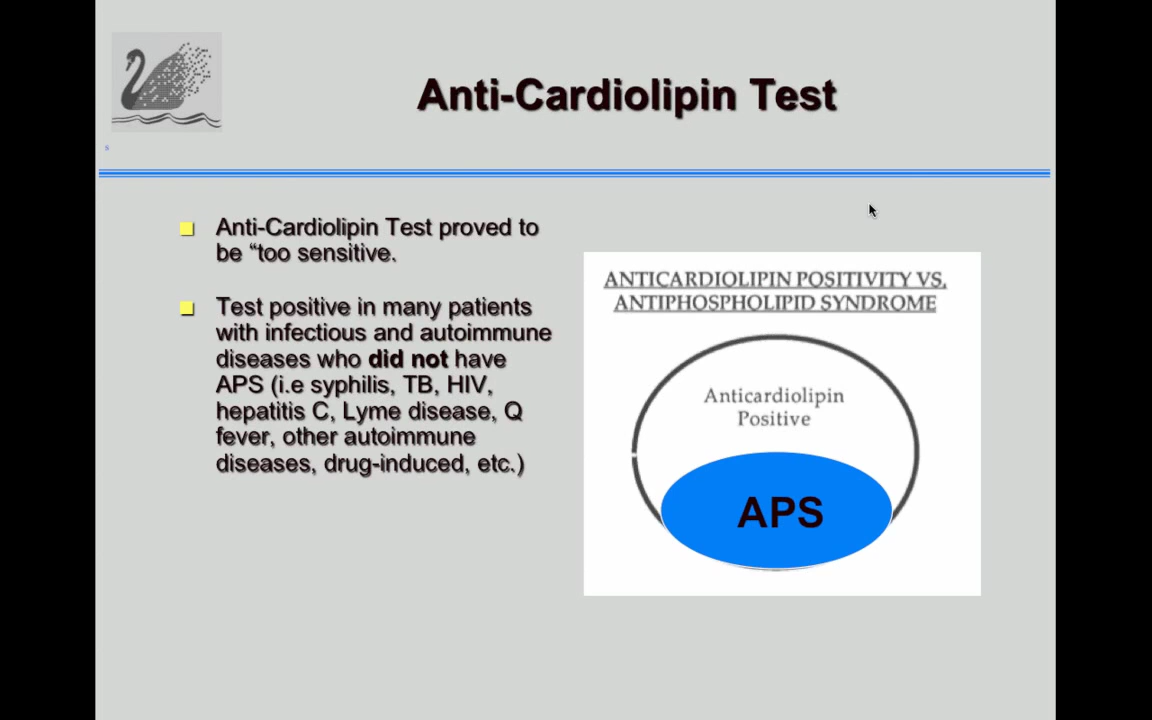 Anti-Cardiolipin Test
s
Anti-Cardiolipin Test proved to
be “too sensitive.
Test positive in many patients
with infectious and autoimmune
diseases who did not have
APS (i.e syphilis, TB, HIV,
hepatitis C, Lyme disease, Q
fever, other autoimmune
diseases, drug-induced, etc.)
ANTICARDIOLIPIN POSITIVITY VS.
ANTIPHOSPHOLIPID SYNDROME
Anticardiolipin
Positive
APS